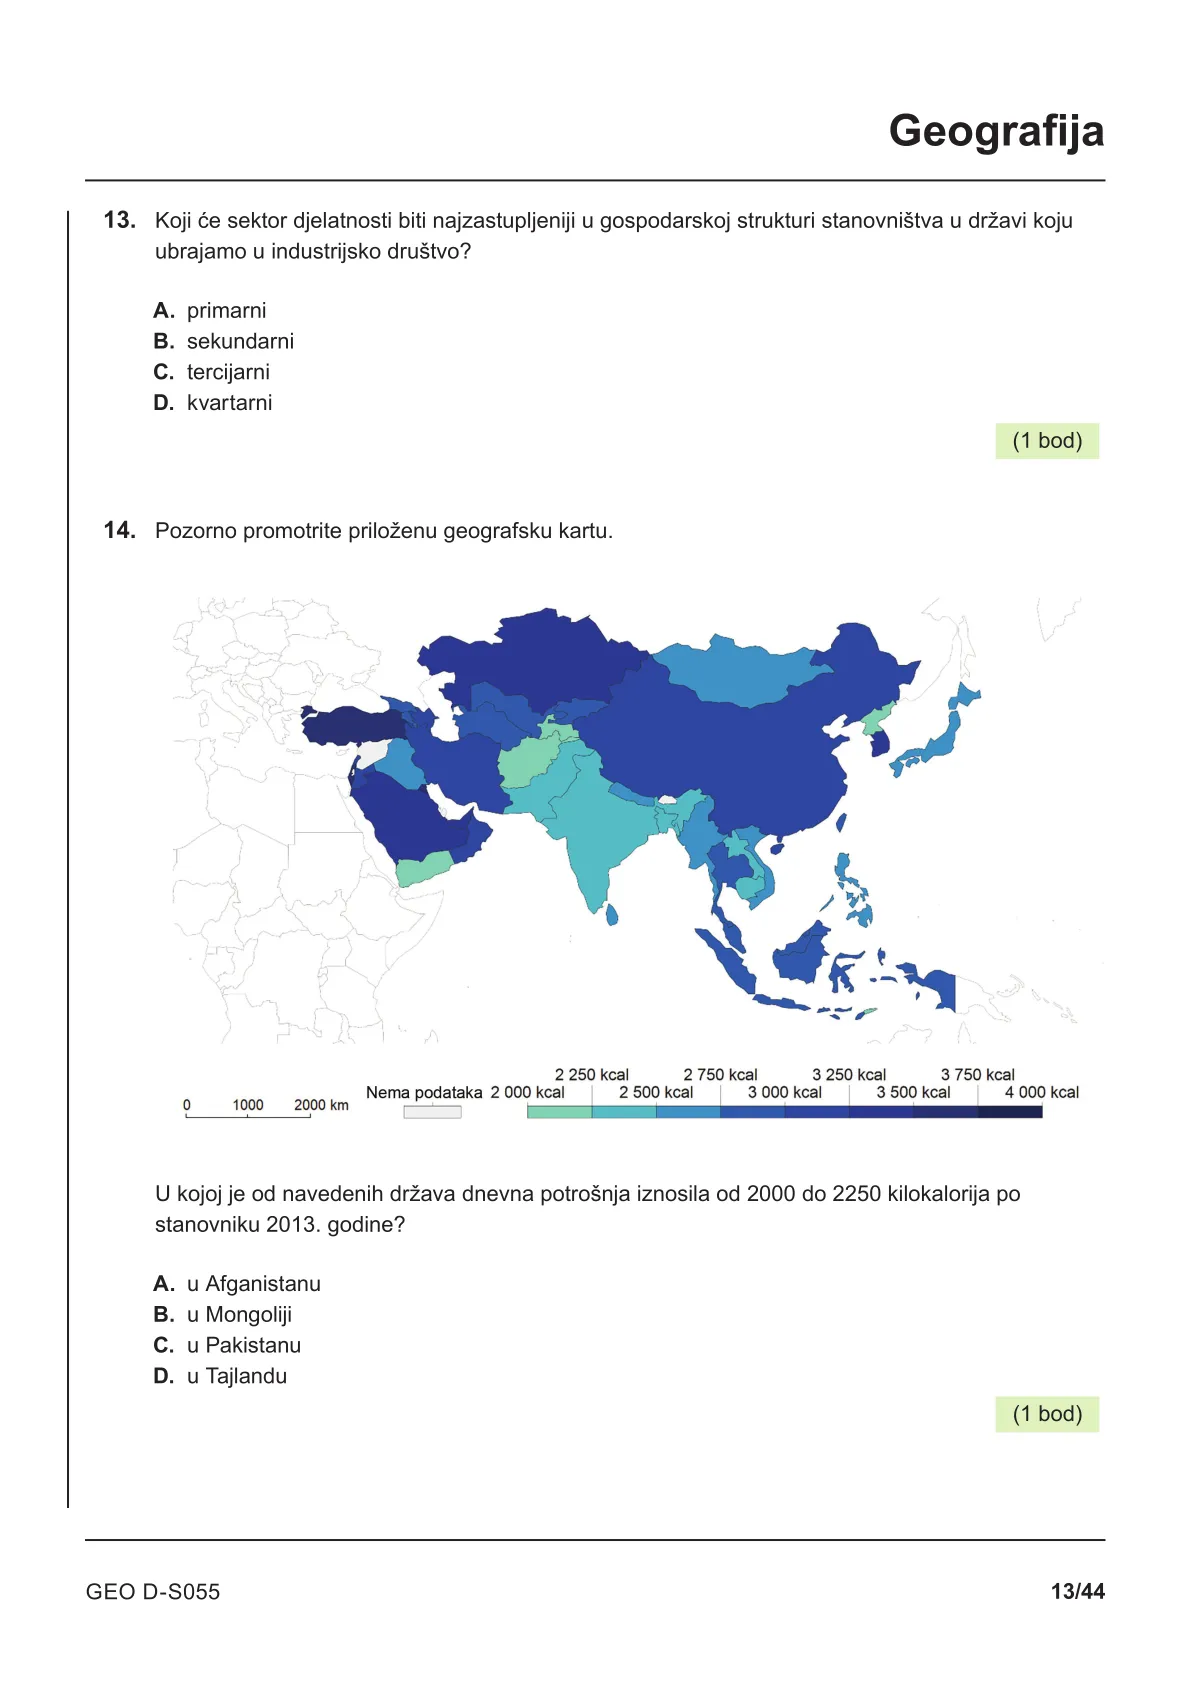 Geografija
13. Koji će sektor djelatnosti biti najzastupljeniji u gospodarskoj strukturi stanovništva u državi koju
ubrajamo u industrijsko društvo?
A. primarni
B. sekundarni
C. tercijarni
D. kvartarni
(1 bod)
14. Pozorno promotrite priloženu geografsku kartu.
2 250 kcal 2 750 kcal 3 250 kcal 3 750 kcal
Nema podataka 2 000 kcal 2 500 kcal 3 000 kcal 3 500 kcal 4 000 kcal
0 1000 2000 km
U kojoj je od navedenih država dnevna potrošnja iznosila od 2000 do 2250 kilokalorija po
stanovniku 2013. godine?
A. u Afganistanu
B. u Mongoliji
C. u Pakistanu
D. u Tajlandu
(1 bod)
GEO D-S055
13/44